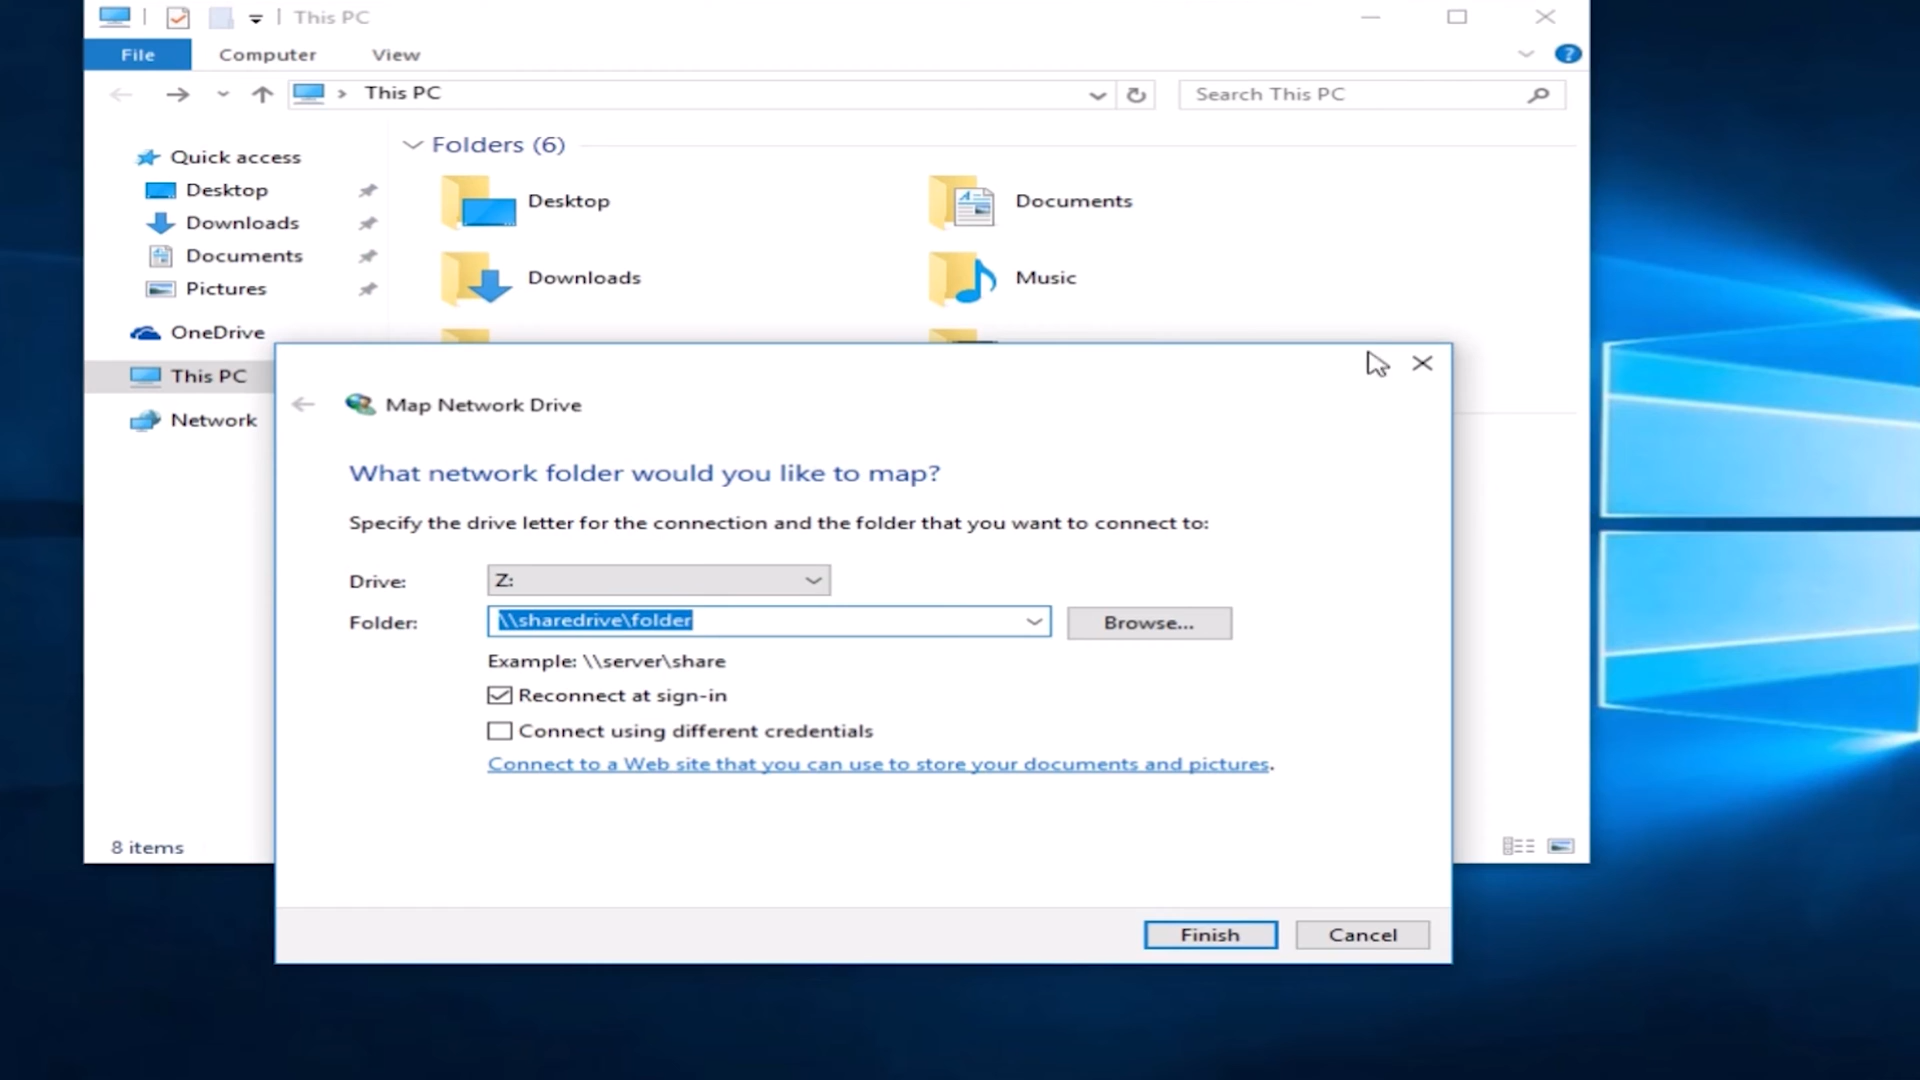 This PC
File Computer View
This PC
Search This PC
Quick access
Desktop
Downloads
Documents
Pictures
OneDrive
This PC
Network
Folders (6)
Desktop
Documents
Downloads
Music
Map Network Drive
What network folder would you like to map?
Specify the drive letter for the connection and the folder that you want to connect to:
Drive: Z:
Folder: \\sharedrive\folder Browse...
Example: \\server\share
Reconnect at sign-in
Connect using different credentials
Connect to a Web site that you can use to store your documents and pictures.
8 items
Finish Cancel